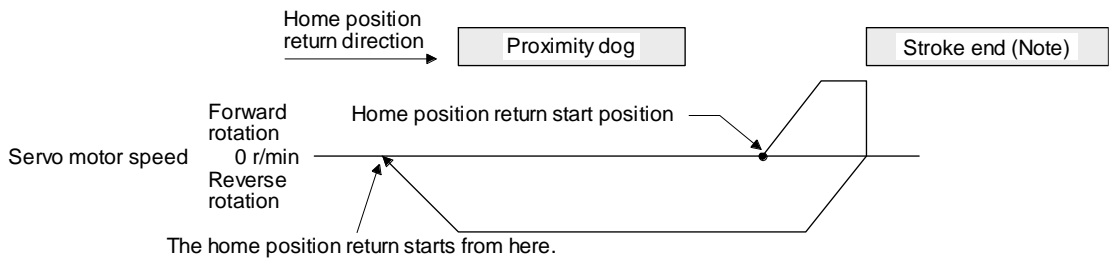 Home position
return direction
Proximity dog
Stroke end (Note)
Forward
rotation
Home position return start position
Servo motor speed 0 r/min
Reverse
rotation
The home position return starts from here.